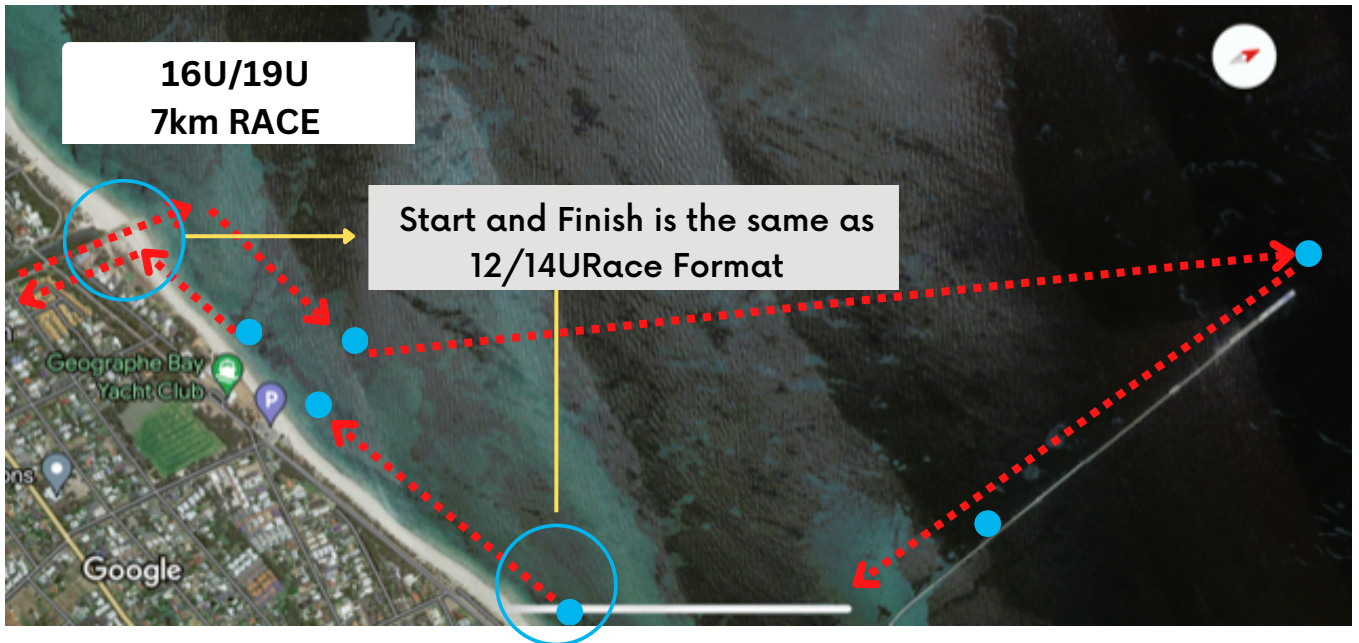 16U/19U
7km RACE
Start and Finish is the same as
12/14URace Format
Geographe Bay
Yacht Club
P
ons
Google